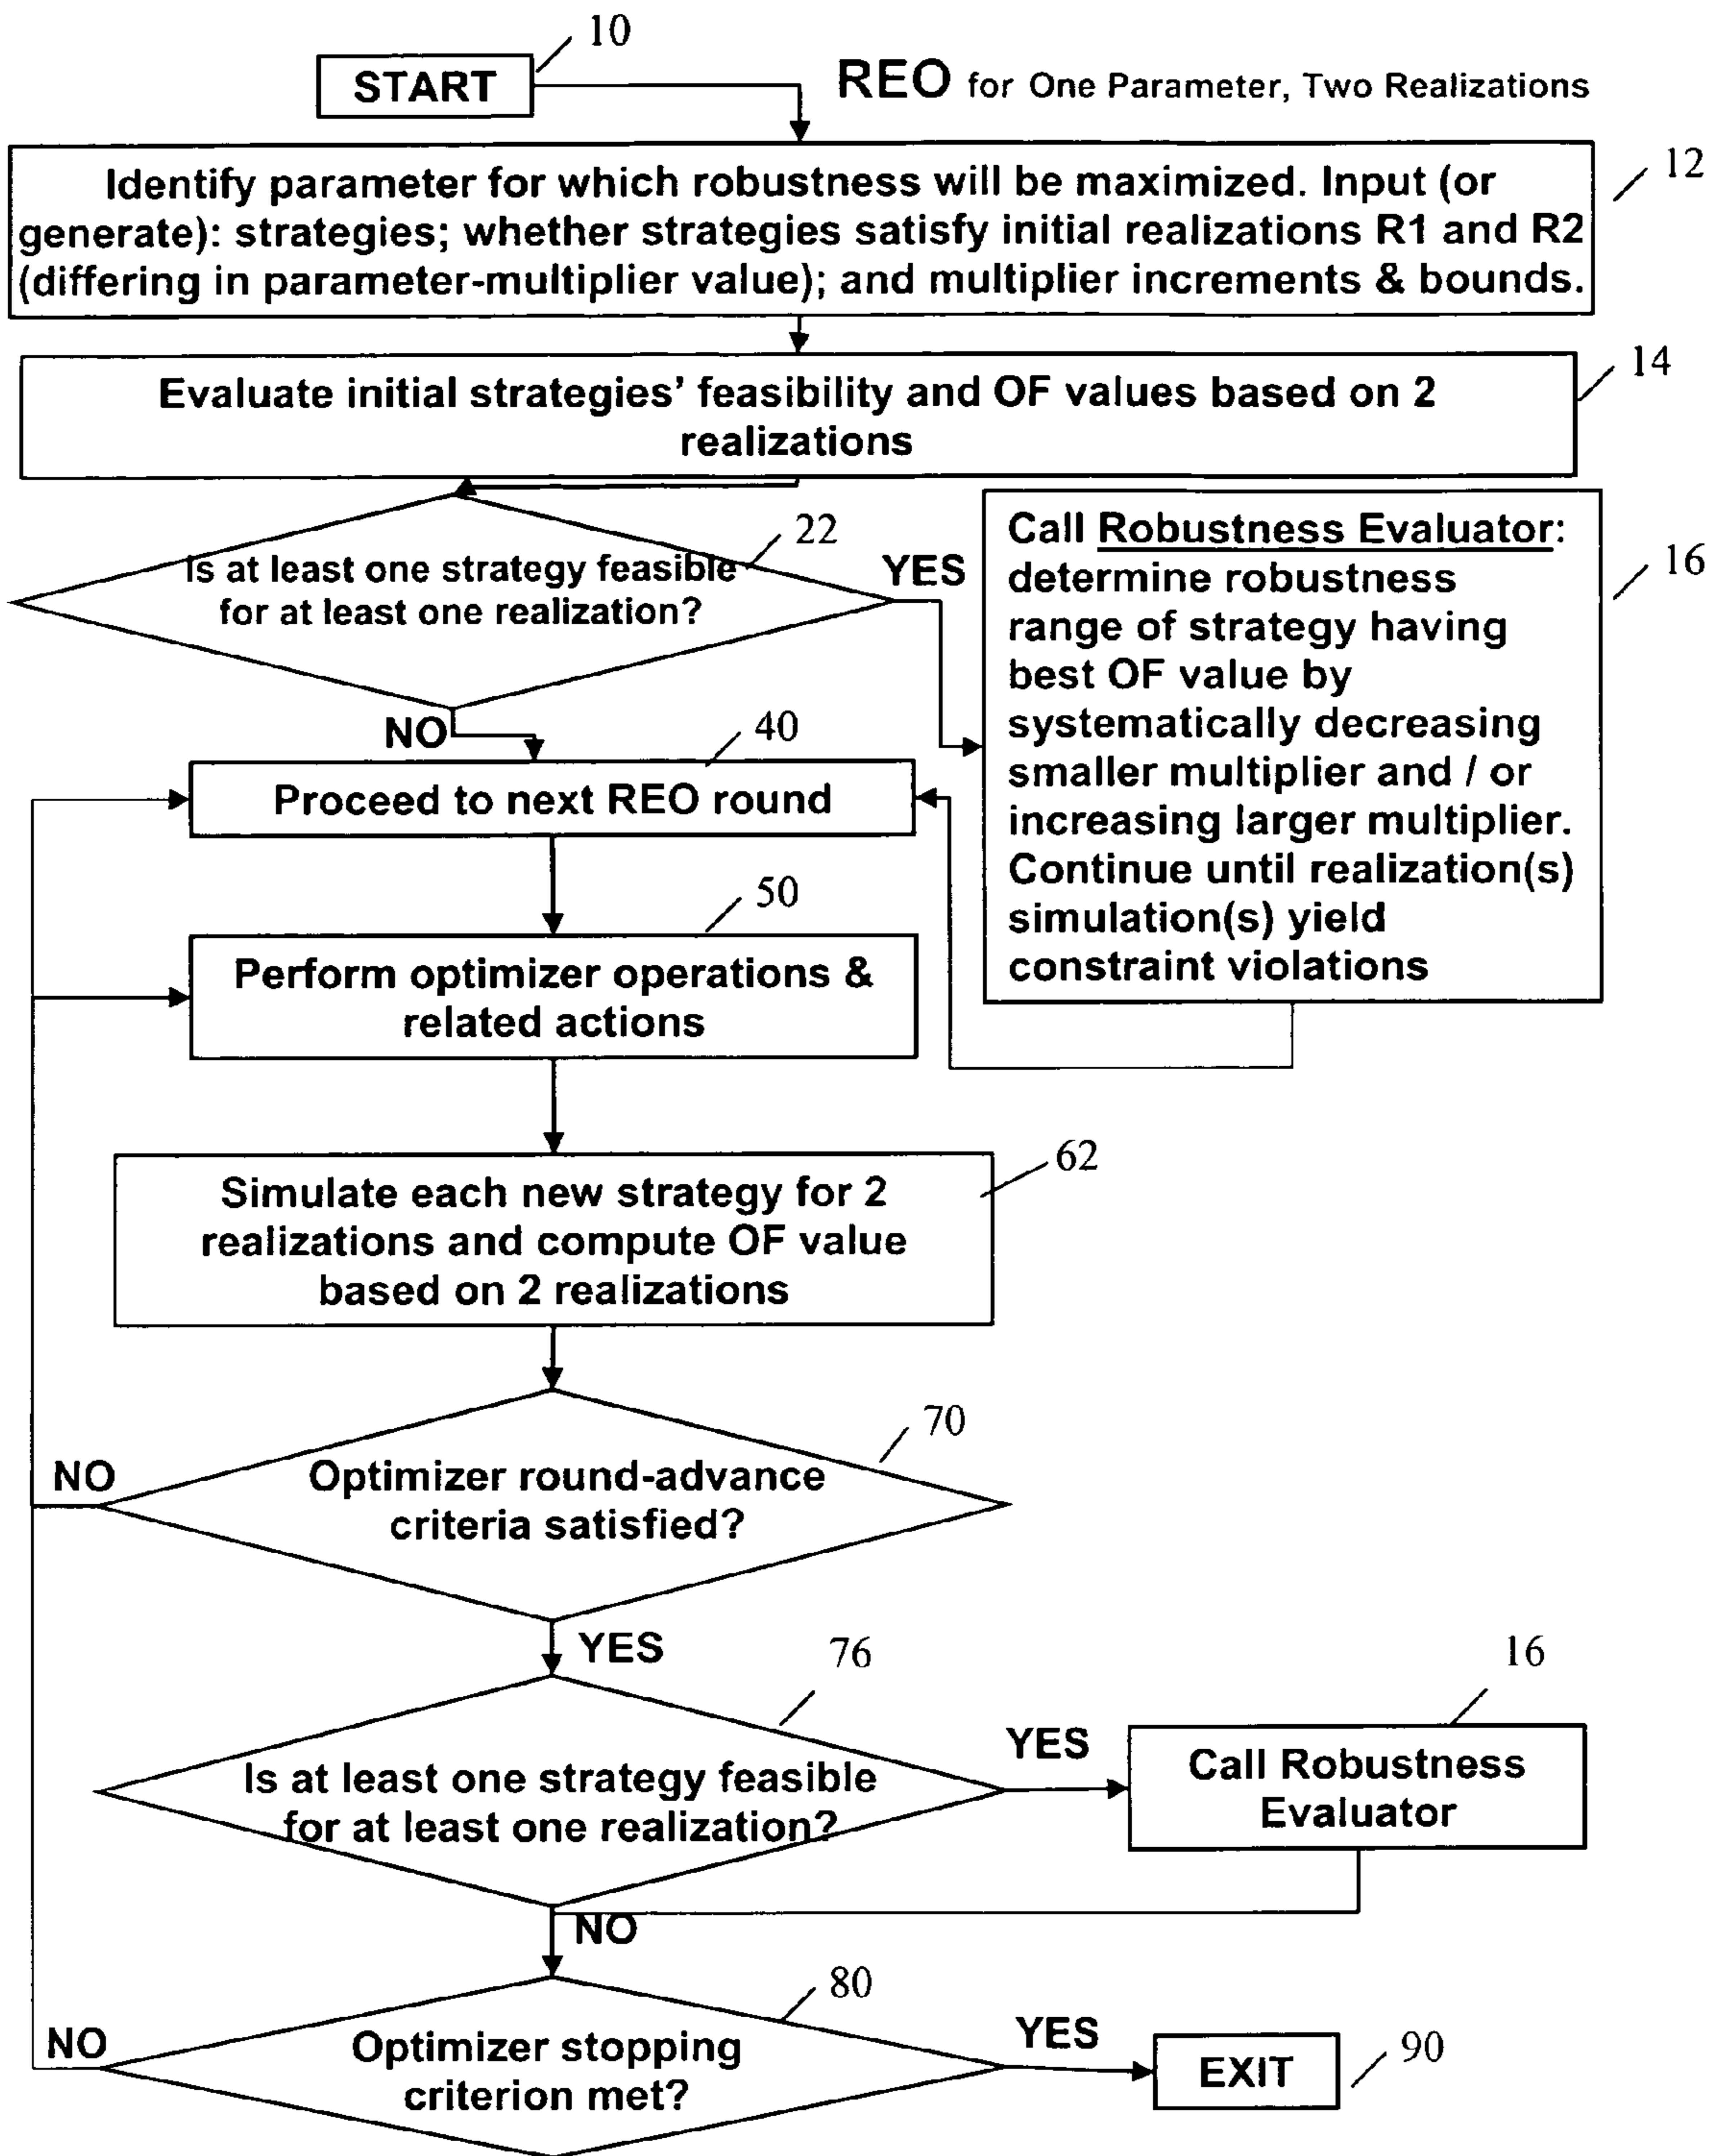 10
START
REO for One Parameter, Two Realizations
12
Identify parameter for which robustness will be maximized. Input (or
generate): strategies; whether strategies satisfy initial realizations R1 and R2
(differing in parameter-multiplier value); and multiplier increments & bounds.
14
Evaluate initial strategies’ feasibility and OF values based on 2
realizations
22
Is at least one strategy feasible
for at least one realization?
YES
NO
16
Call Robustness Evaluator:
determine robustness
range of strategy having
best OF value by
systematically decreasing
smaller multiplier and / or
increasing larger multiplier.
Continue until realization(s)
simulation(s) yield
constraint violations
40
Proceed to next REO round
50
Perform optimizer operations &
related actions
62
Simulate each new strategy for 2
realizations and compute OF value
based on 2 realizations
70
NO
Optimizer round-advance
criteria satisfied?
YES
76
Is at least one strategy feasible
for at least one realization?
YES
16
Call Robustness
Evaluator
NO
80
NO
Optimizer stopping
criterion met?
YES
EXIT
90